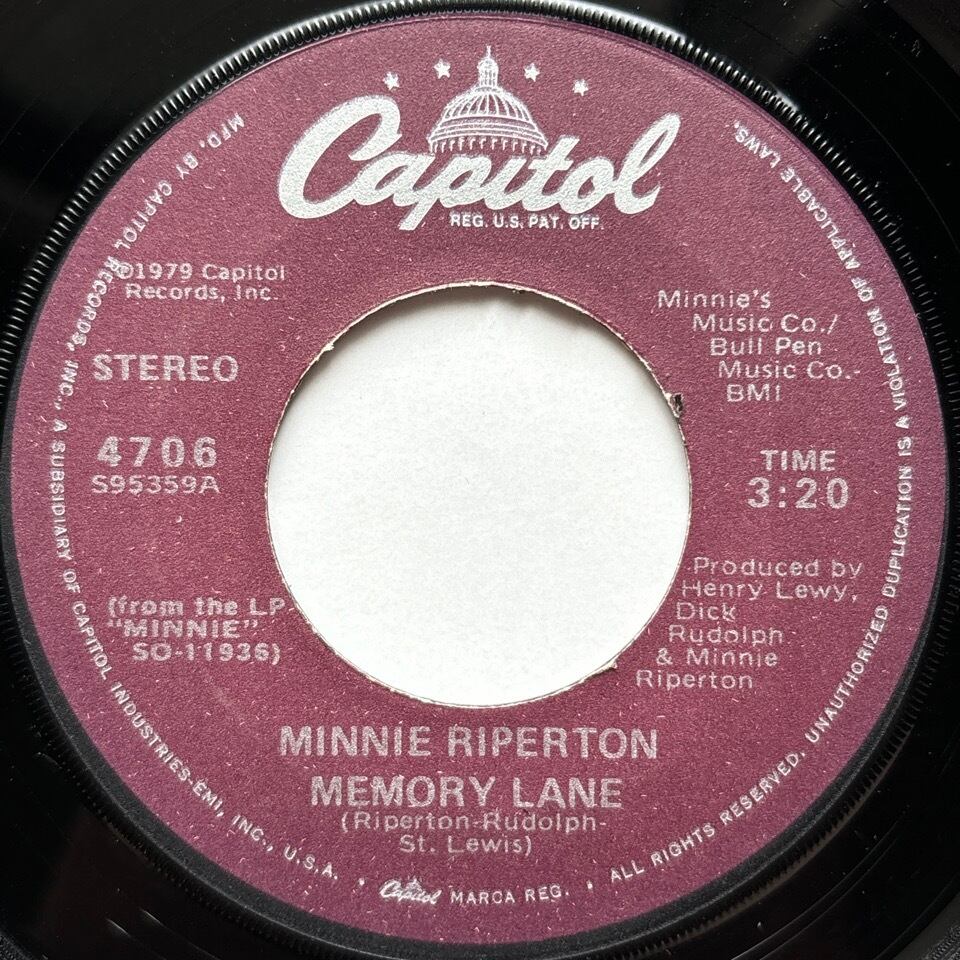 Capitol
REG. U.S. PAT. OFF.
MFD. BY CAPITOL RECORDS, INC., A SUBSIDIARY OF CAPITOL INDUSTRIES-EMI, INC., U.S.A. • Capitol MARCA REG. • ALL RIGHTS RESERVED. UNAUTHORIZED DUPLICATION IS A VIOLATION OF APPLICABLE LAWS.
℗1979 Capitol
Records, Inc.
STEREO
4706
S95359A
(from the LP
"MINNIE"
SO-11936)
Minnie's
Music Co./
Bull Pen
Music Co.-
BMI
TIME
3:20
Produced by
Henry Lewy,
Dick
Rudolph
& Minnie
Riperton
MINNIE RIPERTON
MEMORY LANE
(Riperton-Rudolph-
St. Lewis)